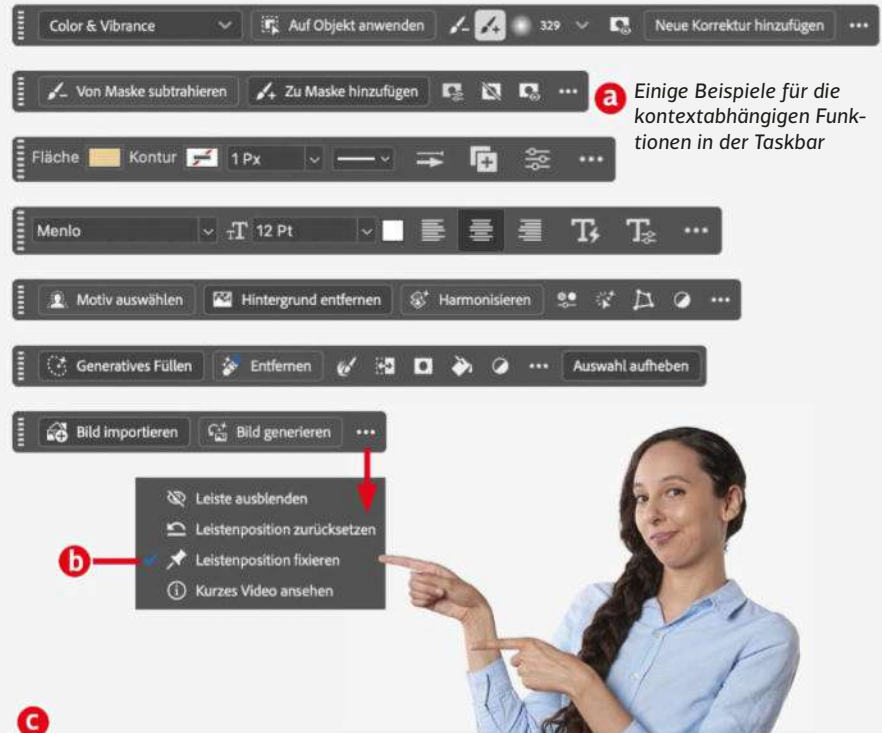 Color & Vibrance Auf Objekt anwenden 329 Neue Korrektur hinzufügen
Von Maske subtrahieren Zu Maske hinzufügen
a Einige Beispiele für die
kontextabhängigen Funk-
tionen in der Taskbar
Fläche Kontur 1 Px
Menlo TT 12 Pt
Motiv auswählen Hintergrund entfernen Harmonisieren
Generatives Füllen Entfernen Auswahl aufheben
Bild importieren Bild generieren
Leiste ausblenden
Leistenposition zurücksetzen
b Leistenposition fixieren
Kurzes Video ansehen
c